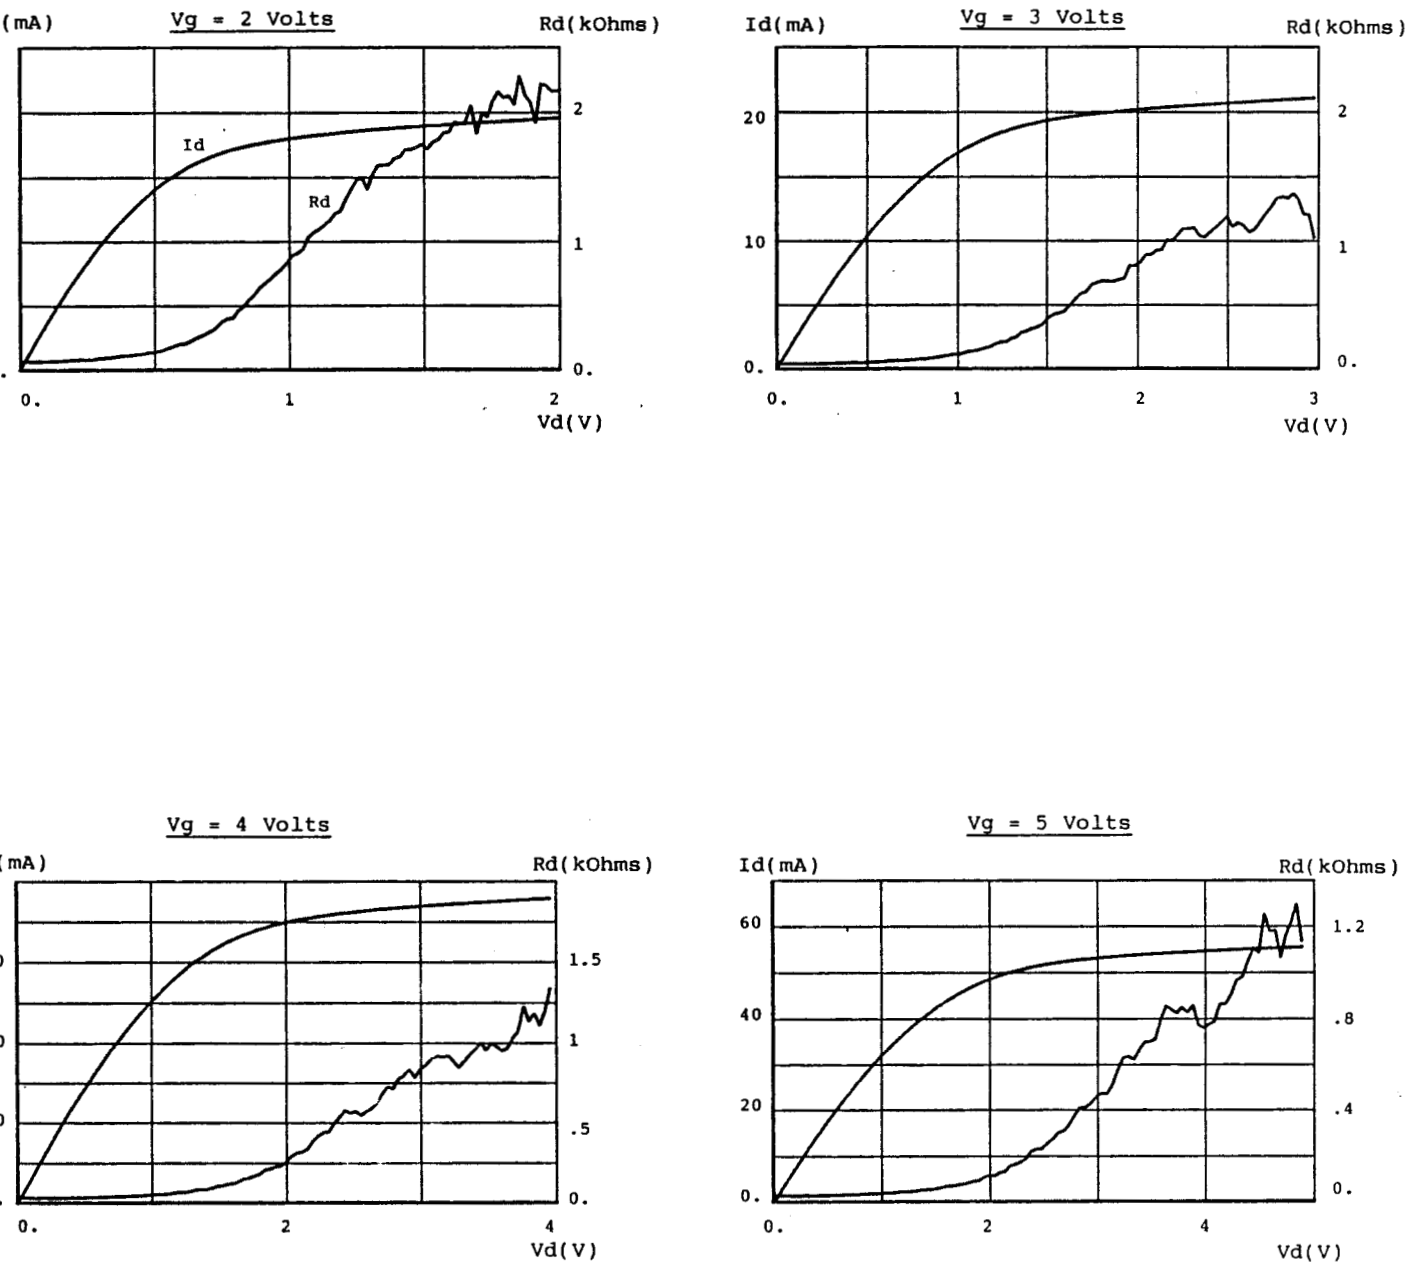 (mA) Vg = 2 Volts Rd(kOhms)
Id
Rd
2
1
0.
0. 1 2
Vd(V)
Id(mA) Vg = 3 Volts Rd(kOhms)
20 2
10 1
0. 0.
0. 1 2 3
Vd(V)
Vg = 4 Volts
(mA) Rd(kOhms)
0 1.5
0 1
0 .5
0.
0. 2 4
Vd(V)
Vg = 5 Volts
Id(mA) Rd(kOhms)
60 1.2
40 .8
20 .4
0. 0.
0. 2 4
Vd(V)